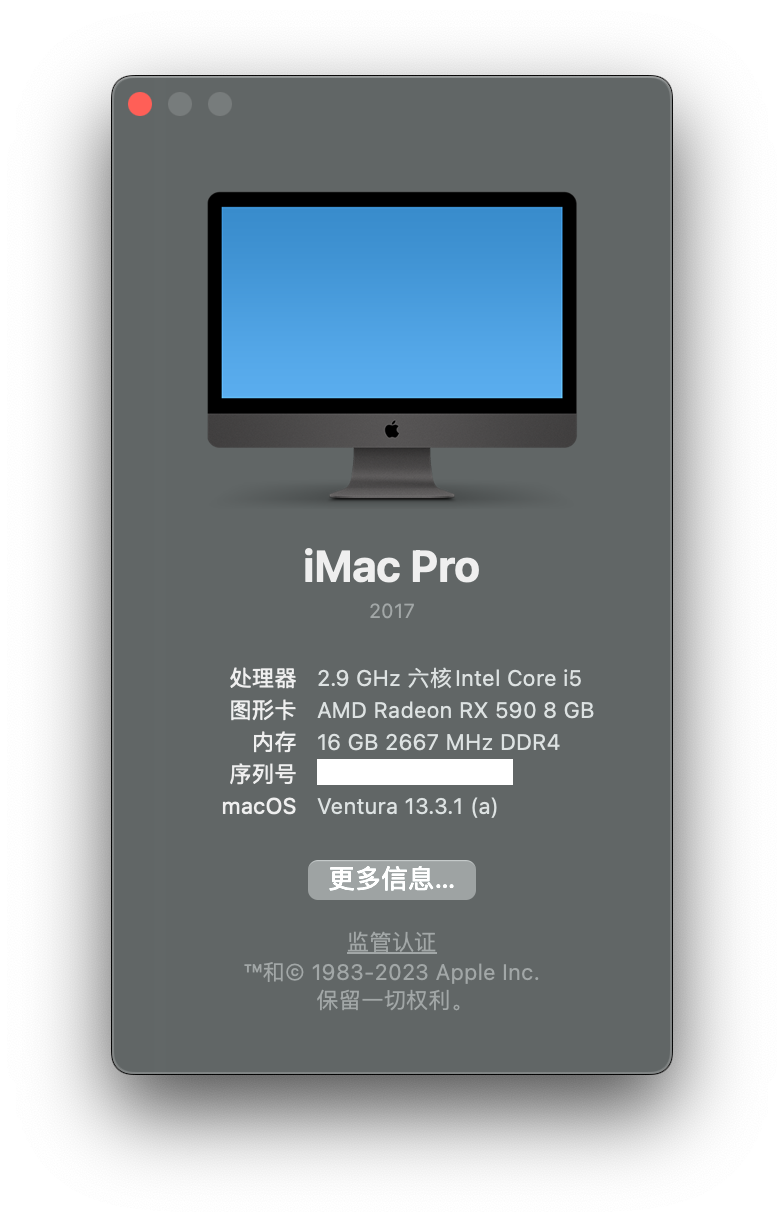 iMac Pro
2017
处理器 2.9 GHz 六核Intel Core i5
图形卡 AMD Radeon RX 590 8 GB
内存 16 GB 2667 MHz DDR4
序列号
macOS Ventura 13.3.1 (a)
更多信息...
监管认证
™和© 1983-2023 Apple Inc.
保留一切权利。